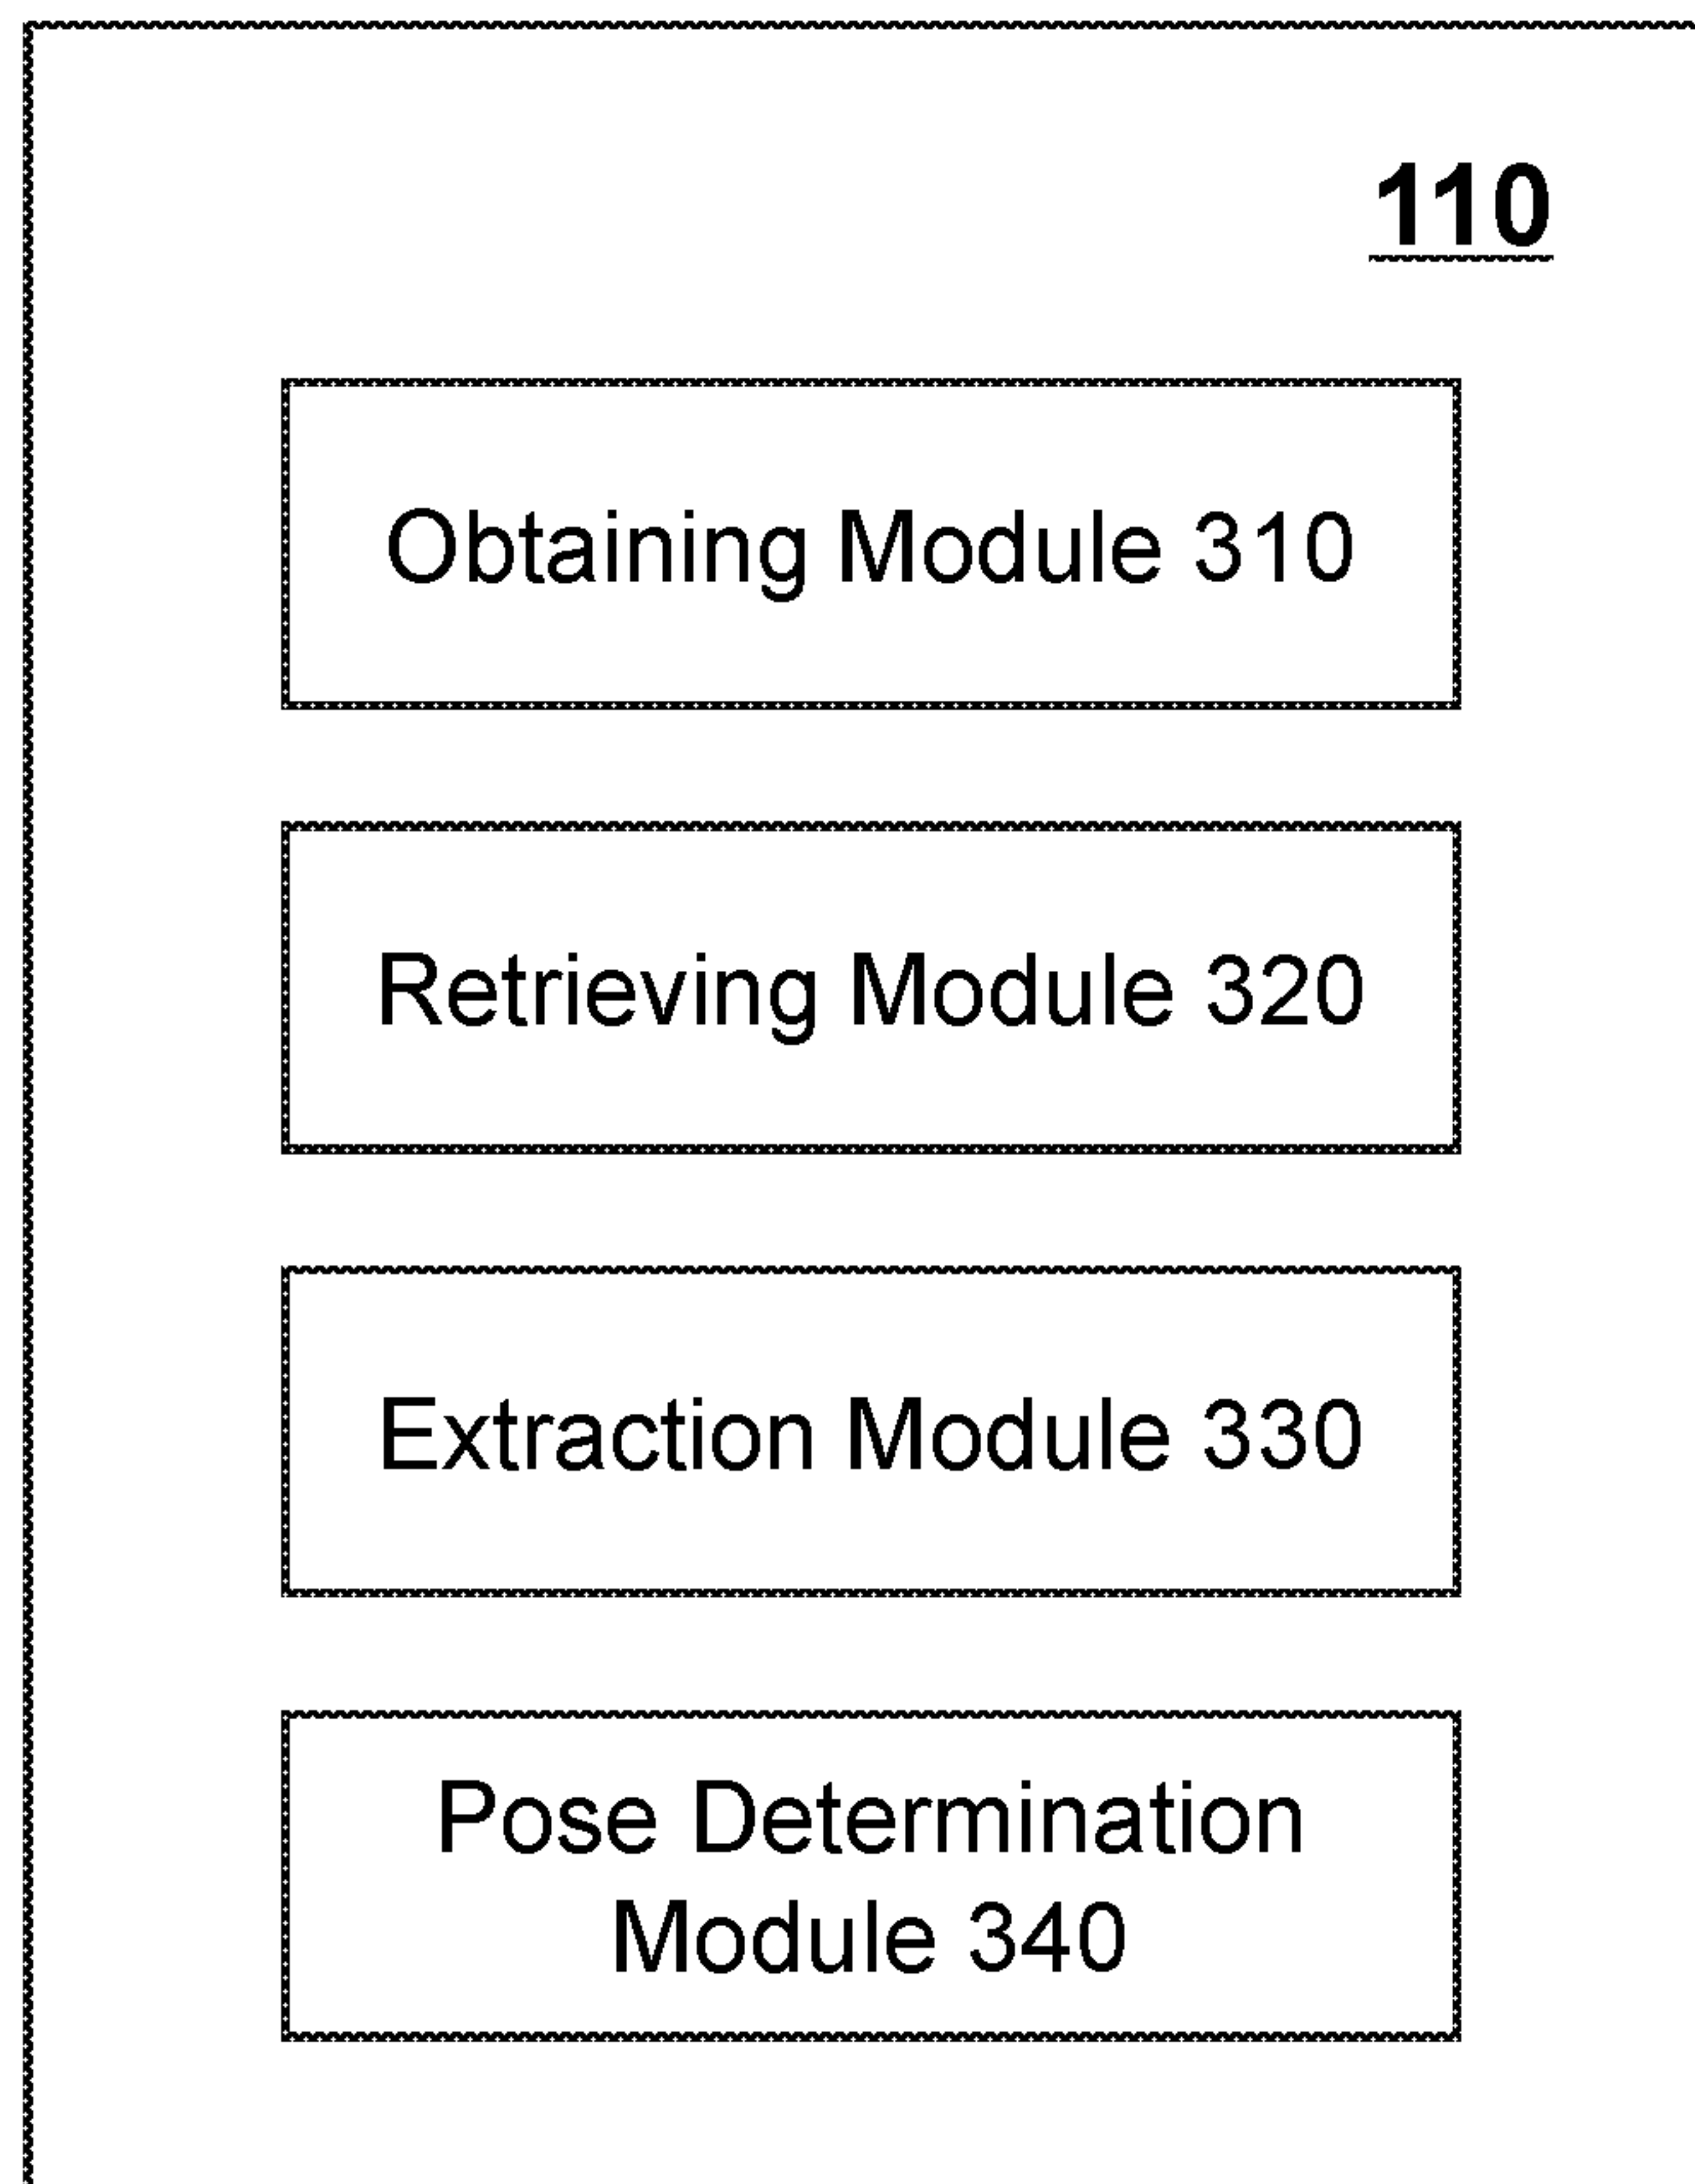 110
Obtaining Module 310
Retrieving Module 320
Extraction Module 330
Pose Determination
Module 340